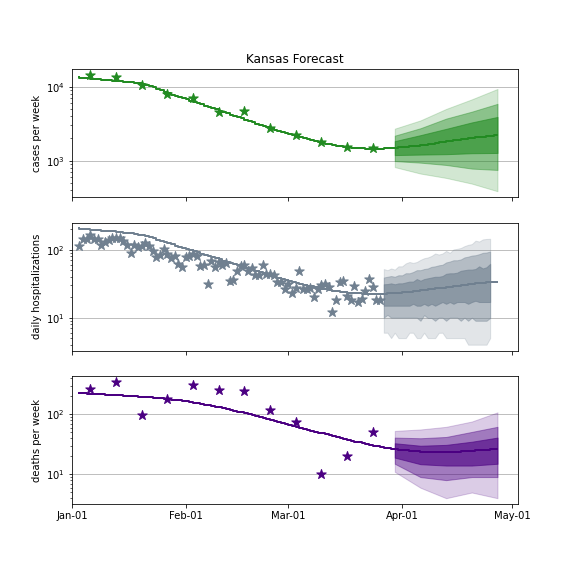 Kansas Forecast
cases per week
10⁴
10³
daily hospitalizations
10²
10¹
deaths per week
10²
10¹
Jan-01 Feb-01 Mar-01 Apr-01 May-01